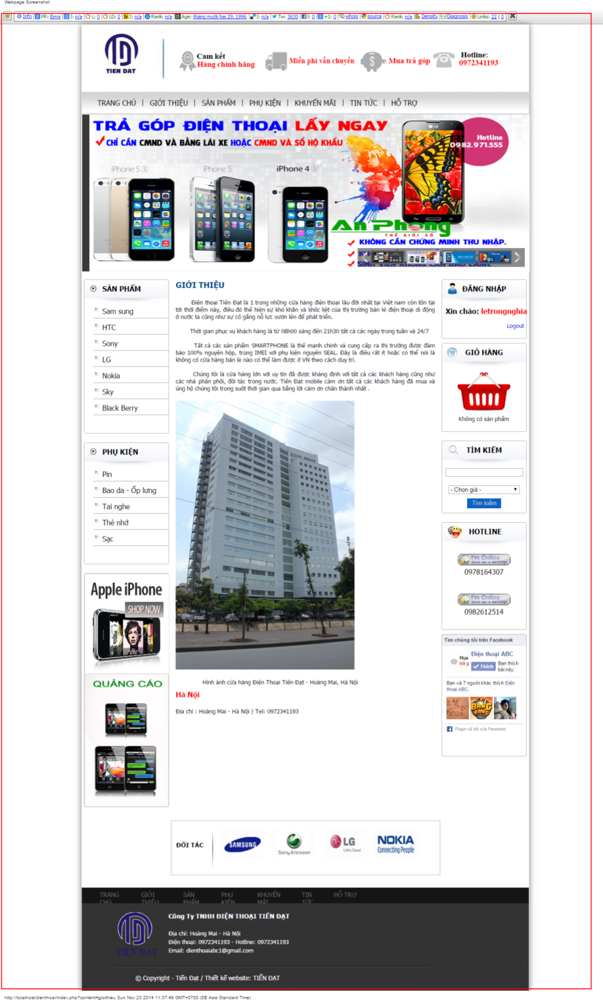 Webpage Screenshot
Info PR: Error I: n/a L: 0 LD: 0 I: n/a Rank: n/a Age: tháng mười hai 29, 1996 I: n/a Tw: 3630 l: 0 +1: 0 whois source Rank: n/a Density Diagnosis Links: 22 | 0
TIEN DAT
Cam kết
Hàng chính hãng
Miễn phí vẫn chuyển
Mua trả góp
Hotline:
0972341193
TRANG CHỦ | GIỚI THIỆU | SẢN PHẨM | PHỤ KIỆN | KHUYẾN MÃI | TIN TỨC | HỖ TRỢ
TRẢ GÓP ĐIỆN THOẠI LẤY NGAY
CHỈ CẦN CMND VÀ BẰNG LÁI XE HOẶC CMND VÀ SỔ HỘ KHẨU
Hotline
0982.971.555
iPhone 5 S
iPhone 5
iPhone 4 S
LG
An Phong
THẾ GIỚI SỐ
KHÔNG CẦN CHỨNG MINH THU NHẬP.
SINH VIÊN KHÔNG CẦN BẢO LÃNH.
SẢN PHẨM
Sam sung
HTC
Sony
LG
Nokia
Sky
Black Berry
PHỤ KIỆN
Pin
Bao da - Ốp lưng
Tai nghe
Thẻ nhớ
Sạc
Apple iPhone
SHOP NOW
QUẢNG CÁO
GIỚI THIỆU
Điện thoại Tiến Đạt là 1 trong những cửa hàng điện thoại lâu đời nhất tại Việt nam còn tồn tại
tới thời điểm này, điều đó thể hiện sự khó khăn và khốc liệt của thị trường bán lẻ điện thoại di động
ở nước ta cũng như sự cố gắng nỗ lực vươn lên để phát triển.
Thời gian phục vụ khách hàng là từ 08h00 sáng đến 21h30 tất cả các ngày trong tuần và 24/7
Tất cả các sản phẩm SMARTPHONE là thế mạnh chính và cung cấp ra thị trường được đảm
bảo 100% nguyên hộp, trùng IMEI với phụ kiện nguyên SEAL. Đây là điều rất ít hoặc có thể nói là
không có cửa hàng bán lẻ nào có thể làm được ở VN theo cách duy trì.
Chúng tôi là cửa hàng lớn với uy tín đã được khẳng định với tất cả các khách hàng cũng như
các nhà phân phối, đối tác trong nước. Tiến Đạt mobile cám ơn tất cả các khách hàng đã mua và
ủng hộ chúng tôi trong suốt thời gian qua bằng lời cám ơn chân thành nhất .
Hình ảnh cửa hàng Điện Thoại Tiến Đạt - Hoàng Mai, Hà Nội
Hà Nội
Địa chỉ : Hoàng Mai - Hà Nội | Tel: 0972341193
ĐĂNG NHẬP
Xin chào: letrongnghia
Logout
GIỎ HÀNG
Không có sản phẩm
TÌM KIẾM
- Chọn giá -
Tìm kiếm
HOTLINE
I'm Online
Send me a message
0978164307
I'm Online
Send me a message
0982612514
Tìm chúng tôi trên Facebook
Điện thoại ABC
Mua
trả g
Thích
Bạn thích
bài này.
Bạn và 7 người khác thích Điện
thoại ABC.
BANG
BANG
Plugin xã hội của Facebook
ĐỐI TÁC
SAMSUNG
Sony Ericsson
LG
Life's Good
NOKIA
Connecting People
TRANG CHỦ
GIỚI THIỆU
SẢN PHẨM
PHỤ KIỆN
KHUYẾN MÃI
TIN TỨC
HỖ TRỢ
TIẾN ĐẠT
Công Ty TNHH ĐIỆN THOẠI TIẾN ĐẠT
Địa chỉ: Hoàng Mai - Hà Nội
Điện thoại: 0972341193 - Hotline: 0972341193
Email: dienthoaiabc1@gmail.com
© Copyright - Tiến Đạt / Thiết kế website: TIẾN ĐẠT
http://localhost/dienthoai/index.php?content=gioithieu Sun Nov 23 2014 11:37:49 GMT+0700 (SE Asia Standard Time)